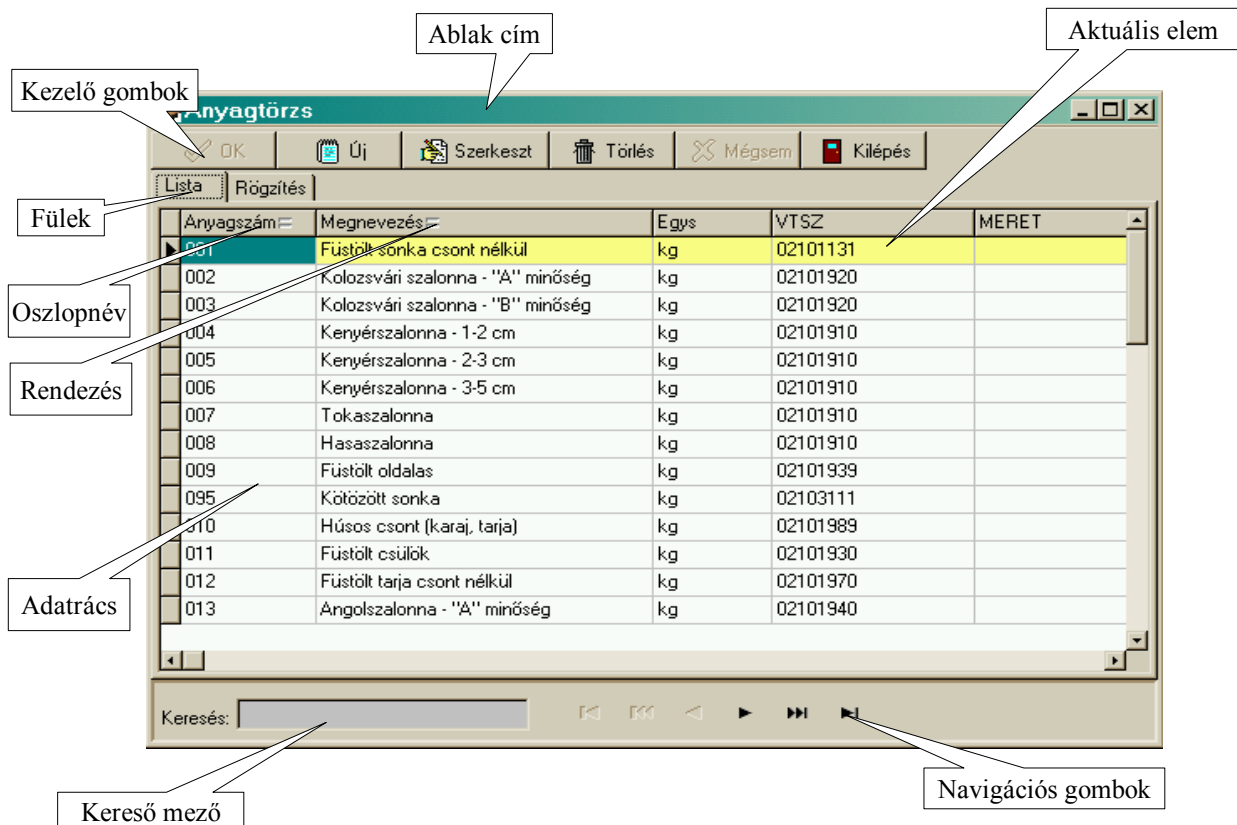 Ablak cím
Aktuális elem
Kezelő gombok
Anyagtörzs
OK Új Szerkeszt Törlés Mégsem Kilépés
Lista Rögzítés
Fülek
Anyagszám Megnevezés Egys VTSZ MERET
001 Füstölt sonka csont nélkül kg 02101131
002 Kolozsvári szalonna - "A" minőség kg 02101920
003 Kolozsvári szalonna - "B" minőség kg 02101920
Oszlopnév
004 Kenyérszalonna - 1-2 cm kg 02101910
005 Kenyérszalonna - 2-3 cm kg 02101910
Rendezés
006 Kenyérszalonna - 3-5 cm kg 02101910
007 Tokaszalonna kg 02101910
008 Hasaszalonna kg 02101910
009 Füstölt oldalas kg 02101939
095 Kötözött sonka kg 02103111
010 Húsos csont (karaj, tarja) kg 02101989
011 Füstölt csülök kg 02101930
012 Füstölt tarja csont nélkül kg 02101970
Adatrács
013 Angolszalonna - "A" minőség kg 02101940
Keresés:
Navigációs gombok
Kereső mező